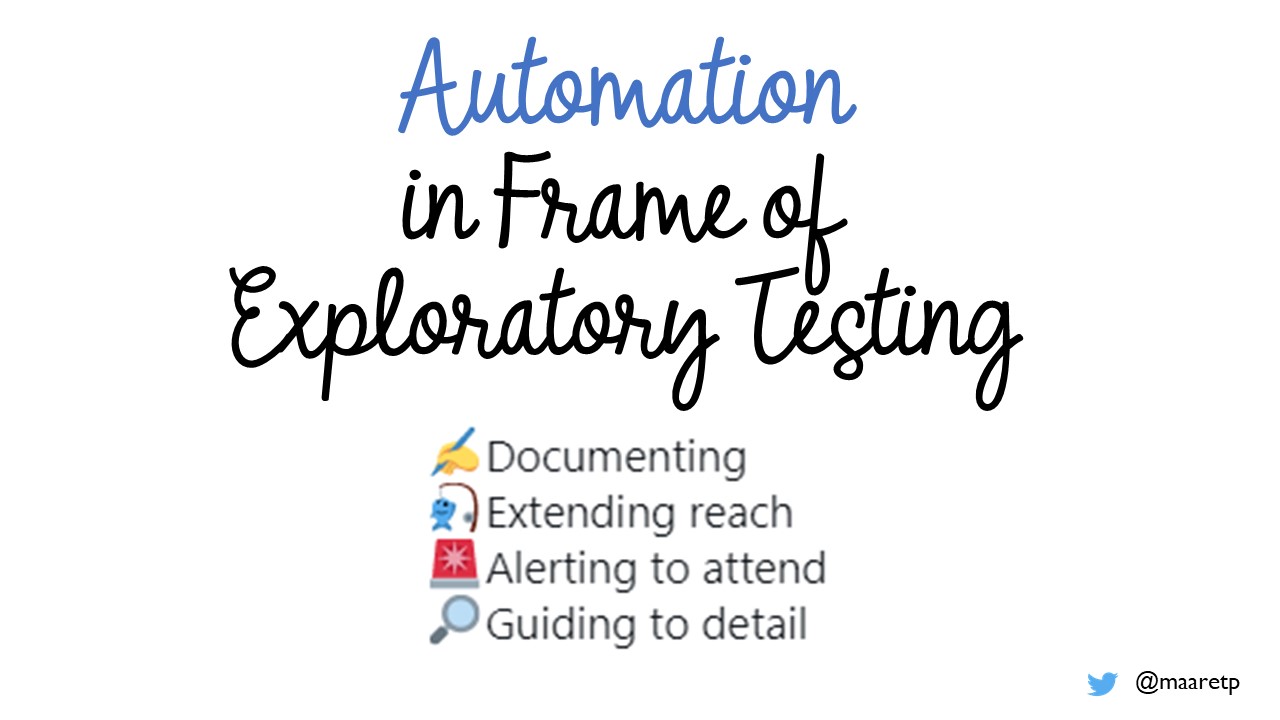 Automation
in Frame of
Exploratory Testing
Documenting
Extending reach
Alerting to attend
Guiding to detail
@maaretp